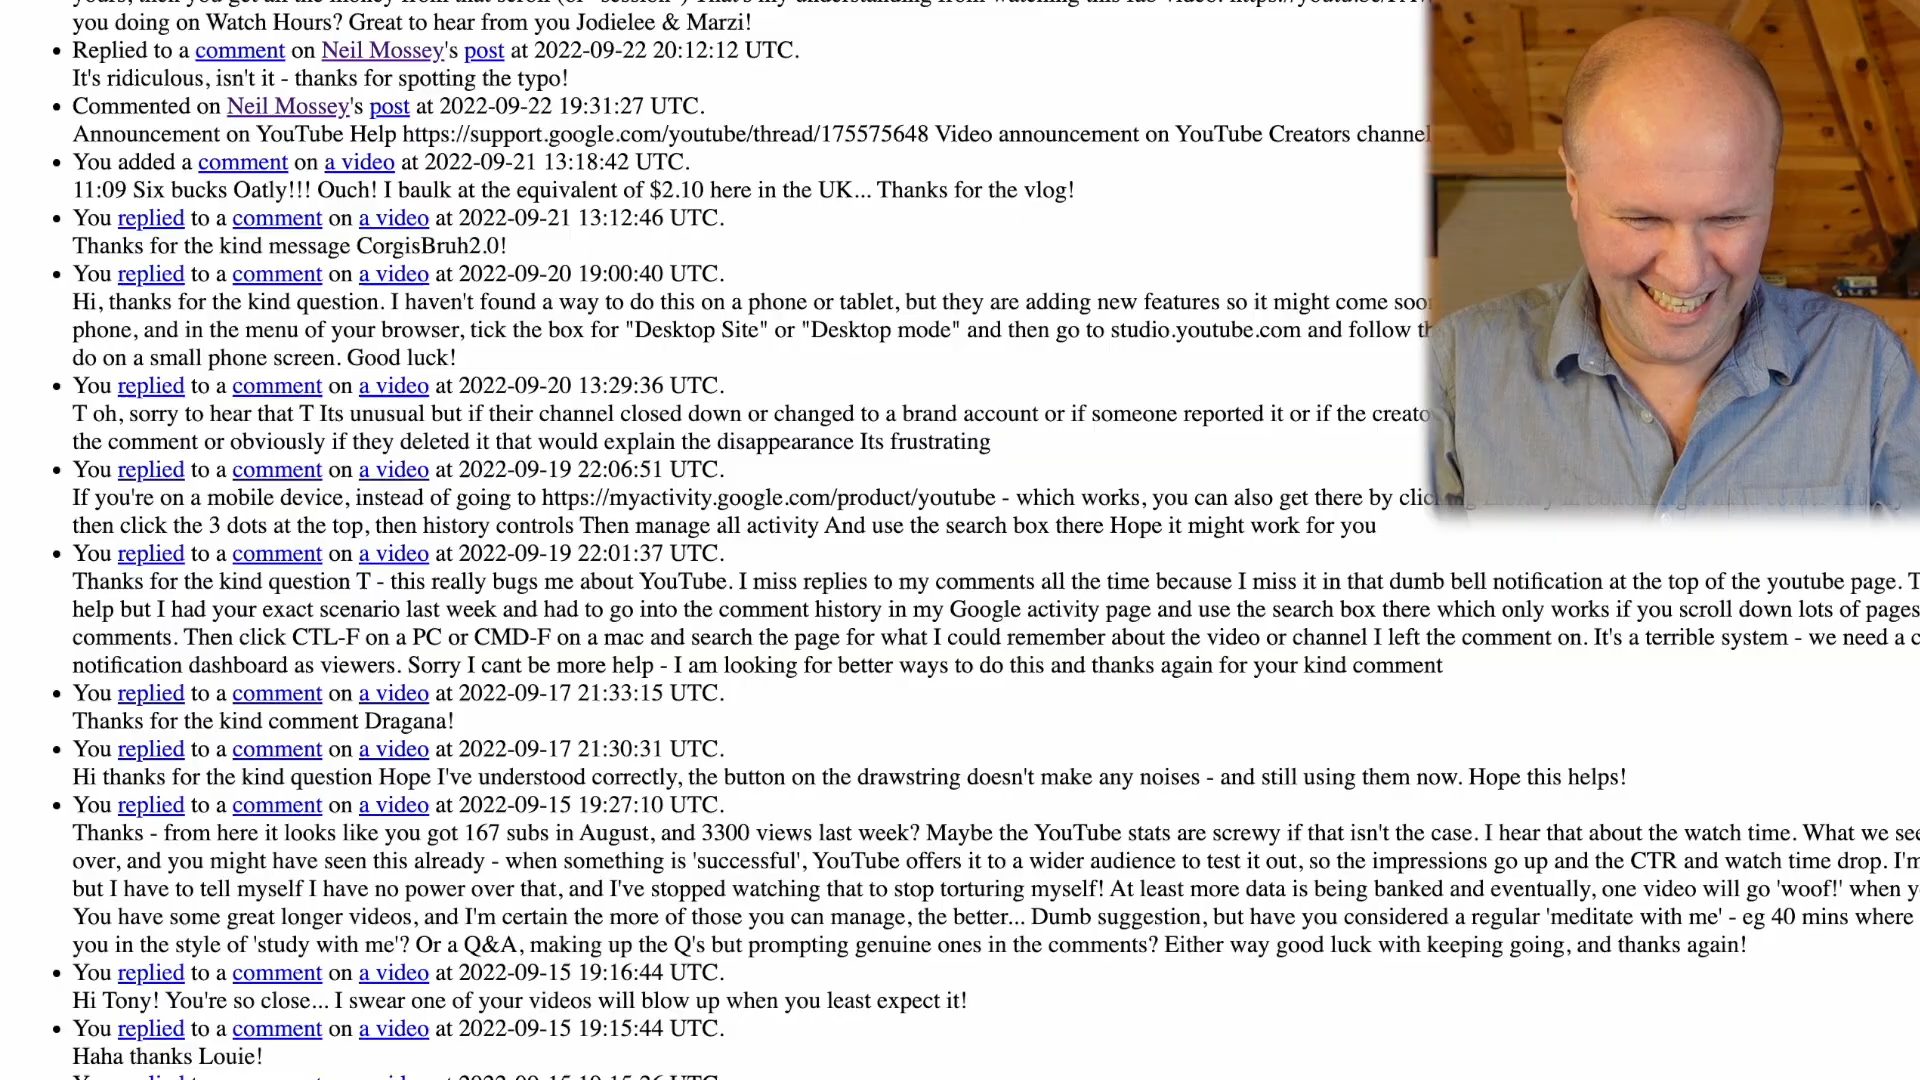 you doing on Watch Hours? Great to hear from you Jodielee & Marzi!
Replied to a comment on Neil Mossey's post at 2022-09-22 20:12:12 UTC.
It's ridiculous, isn't it - thanks for spotting the typo!
Commented on Neil Mossey's post at 2022-09-22 19:31:27 UTC.
Announcement on YouTube Help https://support.google.com/youtube/thread/175575648 Video announcement on YouTube Creators channel
You added a comment on a video at 2022-09-21 13:18:42 UTC.
11:09 Six bucks Oatly!!! Ouch! I baulk at the equivalent of $2.10 here in the UK... Thanks for the vlog!
You replied to a comment on a video at 2022-09-21 13:12:46 UTC.
Thanks for the kind message CorgisBruh2.0!
You replied to a comment on a video at 2022-09-20 19:00:40 UTC.
Hi, thanks for the kind question. I haven't found a way to do this on a phone or tablet, but they are adding new features so it might come
phone, and in the menu of your browser, tick the box for "Desktop Site" or "Desktop mode" and then go to studio.youtube.com and follow
do on a small phone screen. Good luck!
You replied to a comment on a video at 2022-09-20 13:29:36 UTC.
T oh, sorry to hear that T Its unusual but if their channel closed down or changed to a brand account or if someone reported it or if the
the comment or obviously if they deleted it that would explain the disappearance Its frustrating
You replied to a comment on a video at 2022-09-19 22:06:51 UTC.
If you're on a mobile device, instead of going to https://myactivity.google.com/product/youtube - which works, you can also get there by
then click the 3 dots at the top, then history controls Then manage all activity And use the search box there Hope it might work for you
You replied to a comment on a video at 2022-09-19 22:01:37 UTC.
Thanks for the kind question T - this really bugs me about YouTube. I miss replies to my comments all the time because I miss it in that dumb bell notification at the top of the youtube page.
help but I had your exact scenario last week and had to go into the comment history in my Google activity page and use the search box there which only works if you scroll down lots of pages
comments. Then click CTL-F on a PC or CMD-F on a mac and search the page for what I could remember about the video or channel I left the comment on. It's a terrible system - we need a
notification dashboard as viewers. Sorry I cant be more help - I am looking for better ways to do this and thanks again for your kind comment
You replied to a comment on a video at 2022-09-17 21:33:15 UTC.
Thanks for the kind comment Dragana!
You replied to a comment on a video at 2022-09-17 21:30:31 UTC.
Hi thanks for the kind question Hope I've understood correctly, the button on the drawstring doesn't make any noises - and still using them now. Hope this helps!
You replied to a comment on a video at 2022-09-15 19:27:10 UTC.
Thanks - from here it looks like you got 167 subs in August, and 3300 views last week? Maybe the YouTube stats are screwy if that isn't the case. I hear that about the watch time. What we
over, and you might have seen this already - when something is 'successful', YouTube offers it to a wider audience to test it out, so the impressions go up and the CTR and watch time drop. I'm
but I have to tell myself I have no power over that, and I've stopped watching that to stop torturing myself! At least more data is being banked and eventually, one video will go 'woof!' when
You have some great longer videos, and I'm certain the more of those you can manage, the better... Dumb suggestion, but have you considered a regular 'meditate with me' - eg 40 mins where
you in the style of 'study with me'? Or a Q&A, making up the Q's but prompting genuine ones in the comments? Either way good luck with keeping going, and thanks again!
You replied to a comment on a video at 2022-09-15 19:16:44 UTC.
Hi Tony! You're so close... I swear one of your videos will blow up when you least expect it!
You replied to a comment on a video at 2022-09-15 19:15:44 UTC.
Haha thanks Louie!